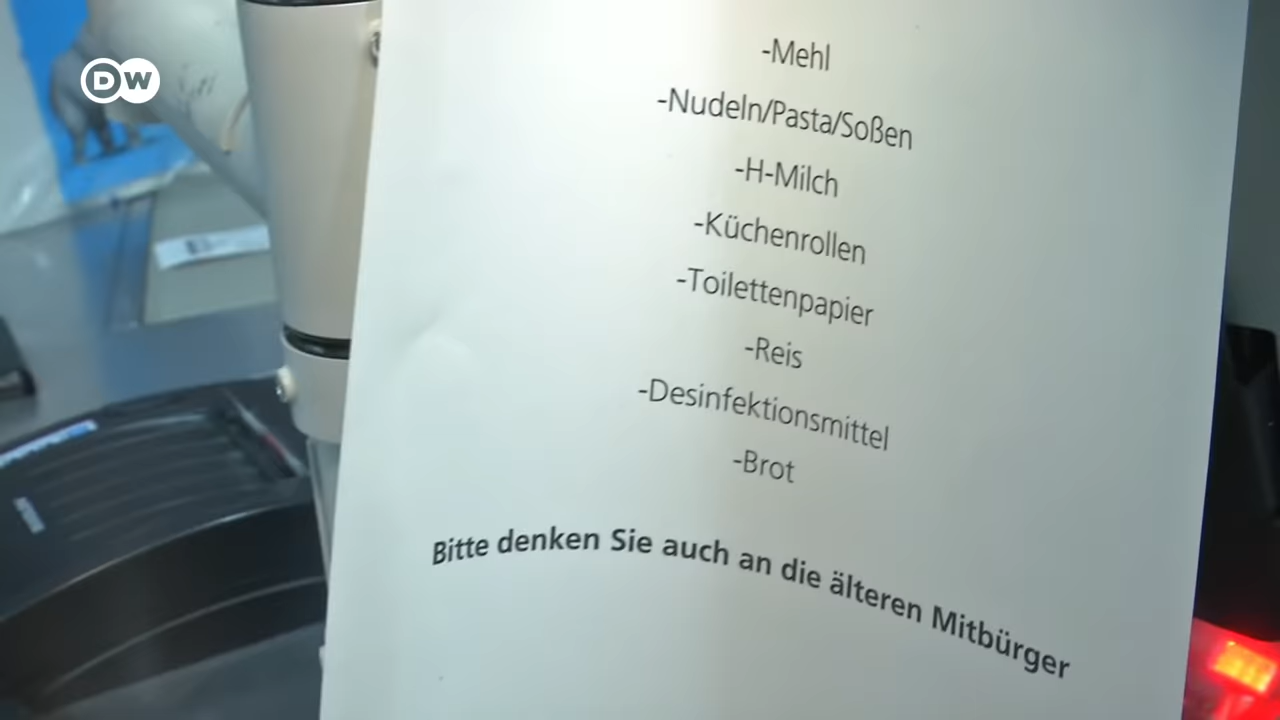 DW
-Mehl
-Nudeln/Pasta/Soßen
-H-Milch
-Küchenrollen
-Toilettenpapier
-Reis
-Desinfektionsmittel
-Brot
Bitte denken Sie auch an die älteren Mitbürger